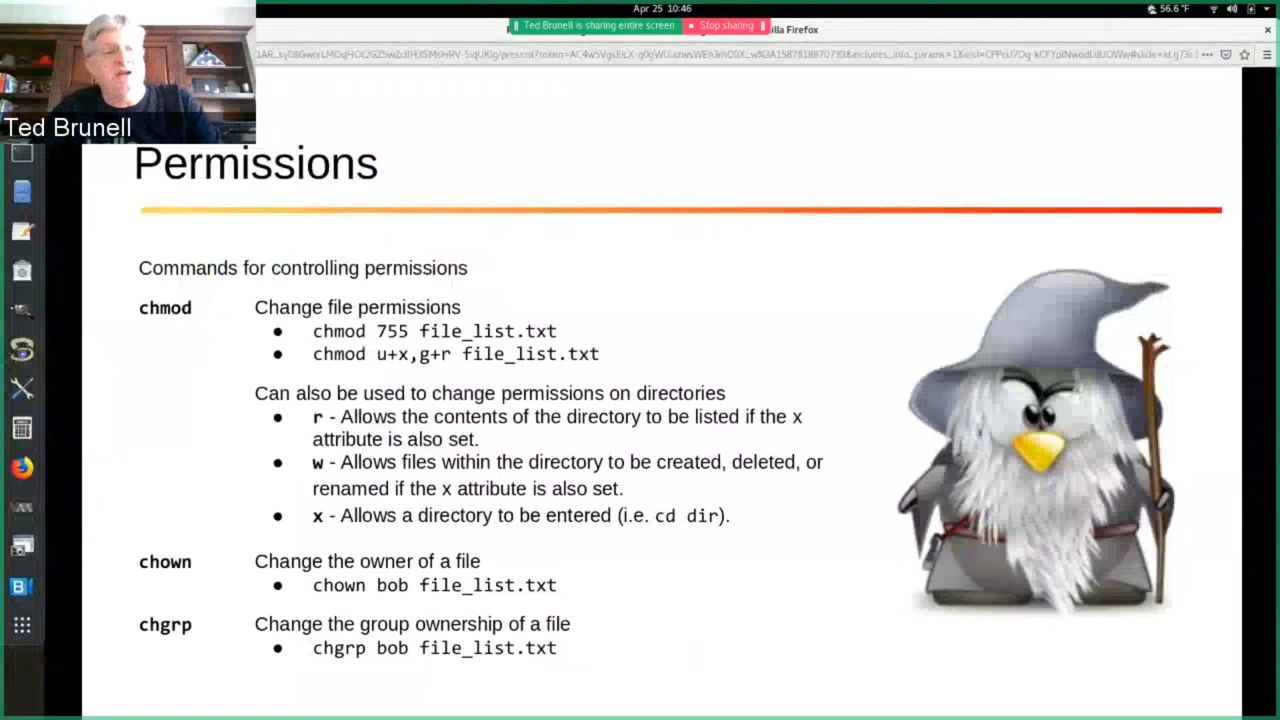 Apr 25 10:46
56.6 °F
Ted Brunell is sharing entire screen
Stop sharing
lla Firefox
Ted Brunell
Permissions
Commands for controlling permissions
chmod Change file permissions
● chmod 755 file_list.txt
● chmod u+x,g+r file_list.txt
Can also be used to change permissions on directories
● r - Allows the contents of the directory to be listed if the x
attribute is also set.
● w - Allows files within the directory to be created, deleted, or
renamed if the x attribute is also set.
● x - Allows a directory to be entered (i.e. cd dir).
chown Change the owner of a file
● chown bob file_list.txt
chgrp Change the group ownership of a file
● chgrp bob file_list.txt